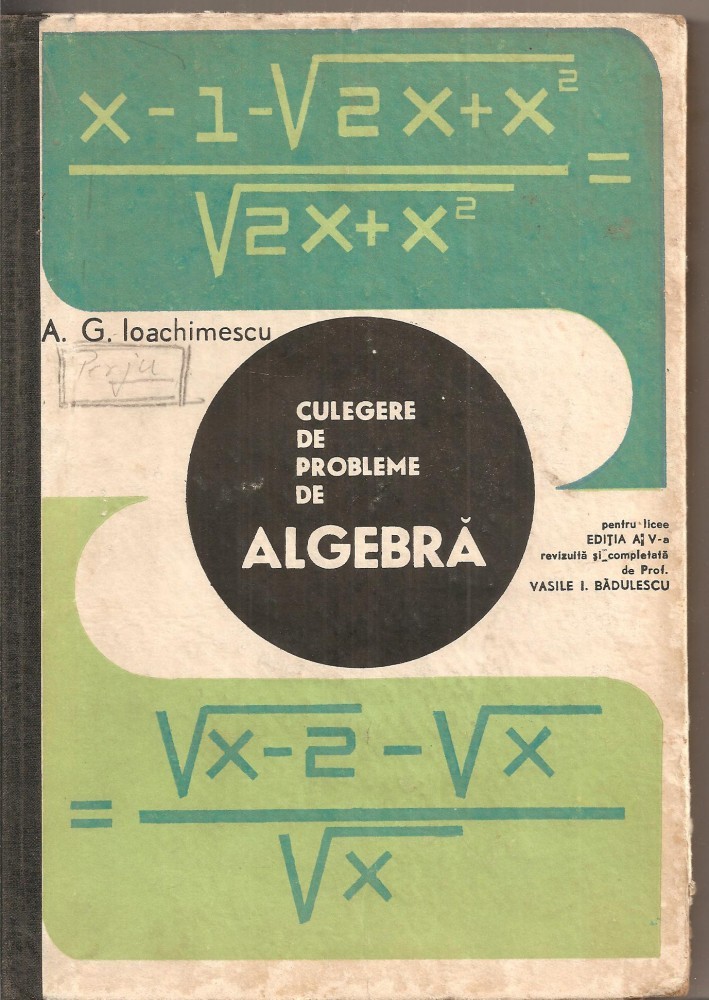 x-1-√2x+x²
=
√2x+x²
A. G. Ioachimescu
Perju
CULEGERE
DE
PROBLEME
DE
ALGEBRĂ
pentru licee
EDIȚIA A V-a
revizuită și completată
de Prof.
VASILE I. BĂDULESCU
√x-2-√x
=
√x